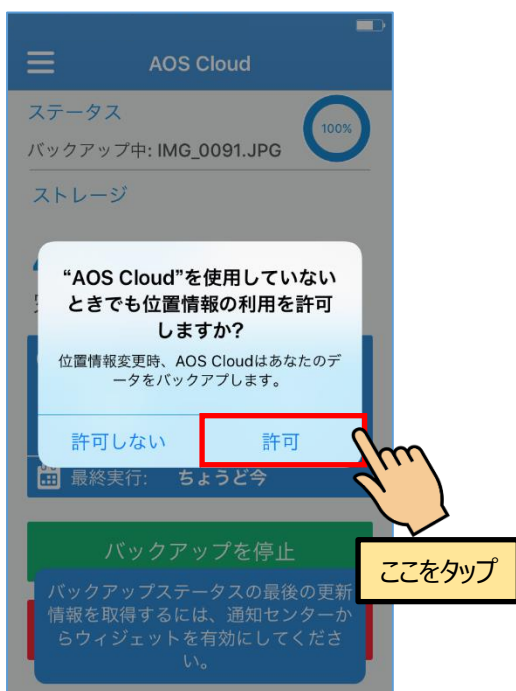 AOS Cloud
ステータス
100%
バックアップ中: IMG_0091.JPG
ストレージ
“AOS Cloud”を使用していない
ときでも位置情報の利用を許可
しますか?
位置情報変更時、AOS Cloudはあなたのデ
ータをバックアプします。
許可しない
許可
最終実行: ちょうど今
バックアップを停止
ここをタップ
バックアップステータスの最後の更新
情報を取得するには、通知センターか
らウィジェットを有効にしてくださ
い。